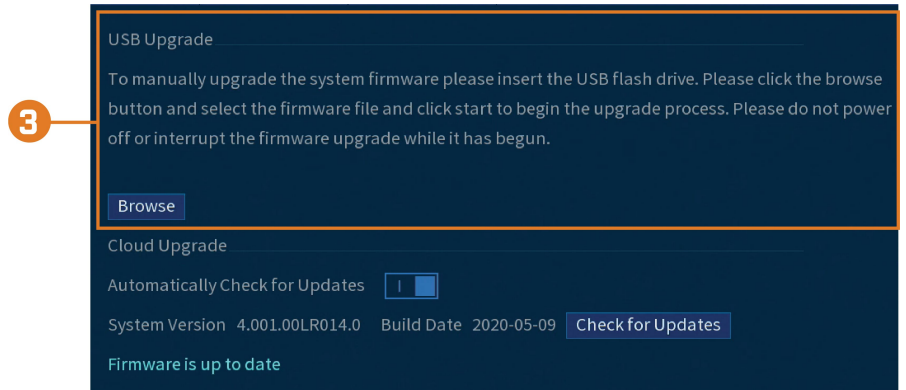 USB Upgrade
To manually upgrade the system firmware please insert the USB flash drive. Please click the browse
button and select the firmware file and click start to begin the upgrade process. Please do not power
off or interrupt the firmware upgrade while it has begun.
3
Browse
Cloud Upgrade
Automatically Check for Updates
System Version 4.001.00LR014.0 Build Date 2020-05-09 Check for Updates
Firmware is up to date